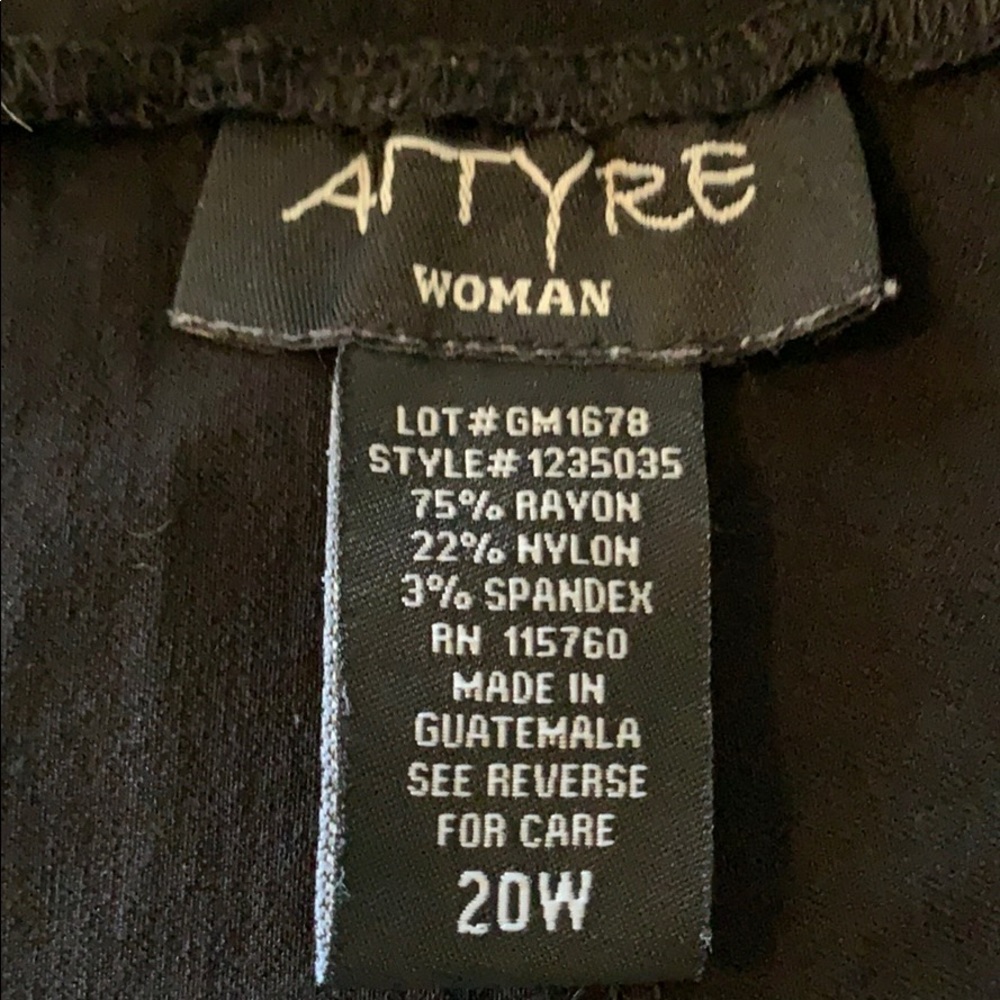 ATTYRE
WOMAN
LOT#GM1678
STYLE#1235035
75% RAYON
22% NYLON
3% SPANDEX
RN 115760
MADE IN
GUATEMALA
SEE REVERSE
FOR CARE
20W